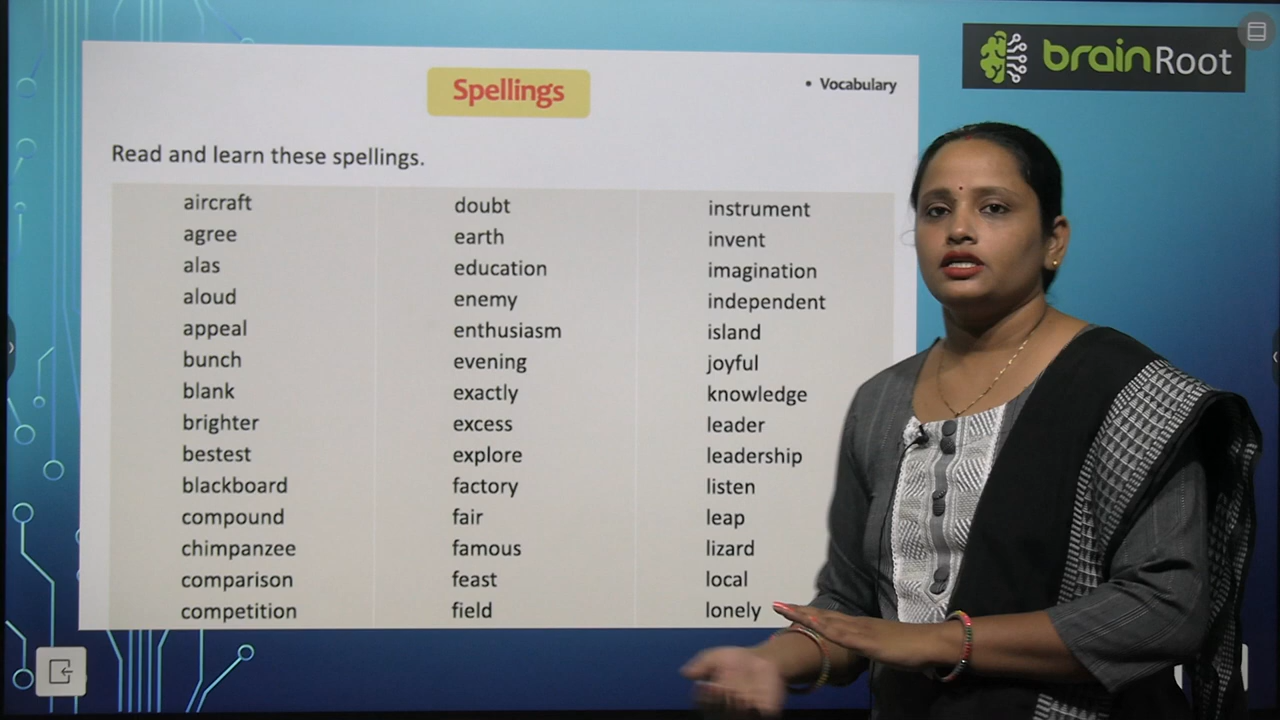 brainRoot
Spellings
• Vocabulary
Read and learn these spellings.
aircraft
agree
alas
aloud
appeal
bunch
blank
brighter
bestest
blackboard
compound
chimpanzee
comparison
competition
doubt
earth
education
enemy
enthusiasm
evening
exactly
excess
explore
factory
fair
famous
feast
field
instrument
invent
imagination
independent
island
joyful
knowledge
leader
leadership
listen
leap
lizard
local
lonely